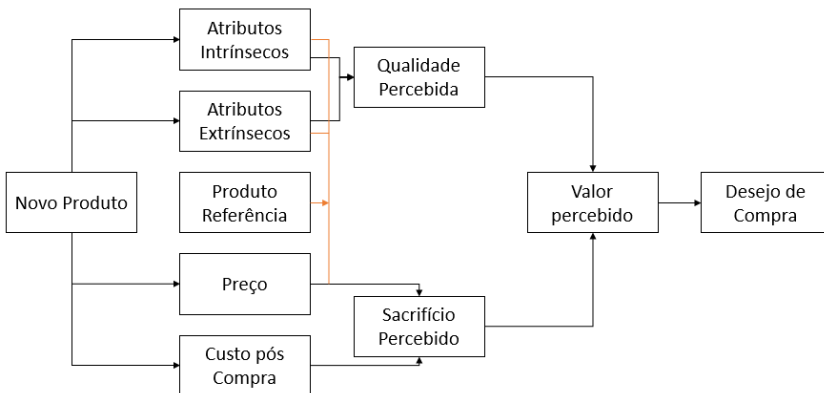 Atributos
Intrínsecos
Qualidade
Percebida
Atributos
Extrínsecos
Novo Produto
Produto
Referência
Valor
percebido
Desejo de
Compra
Preço
Sacrifício
Percebido
Custo pós
Compra